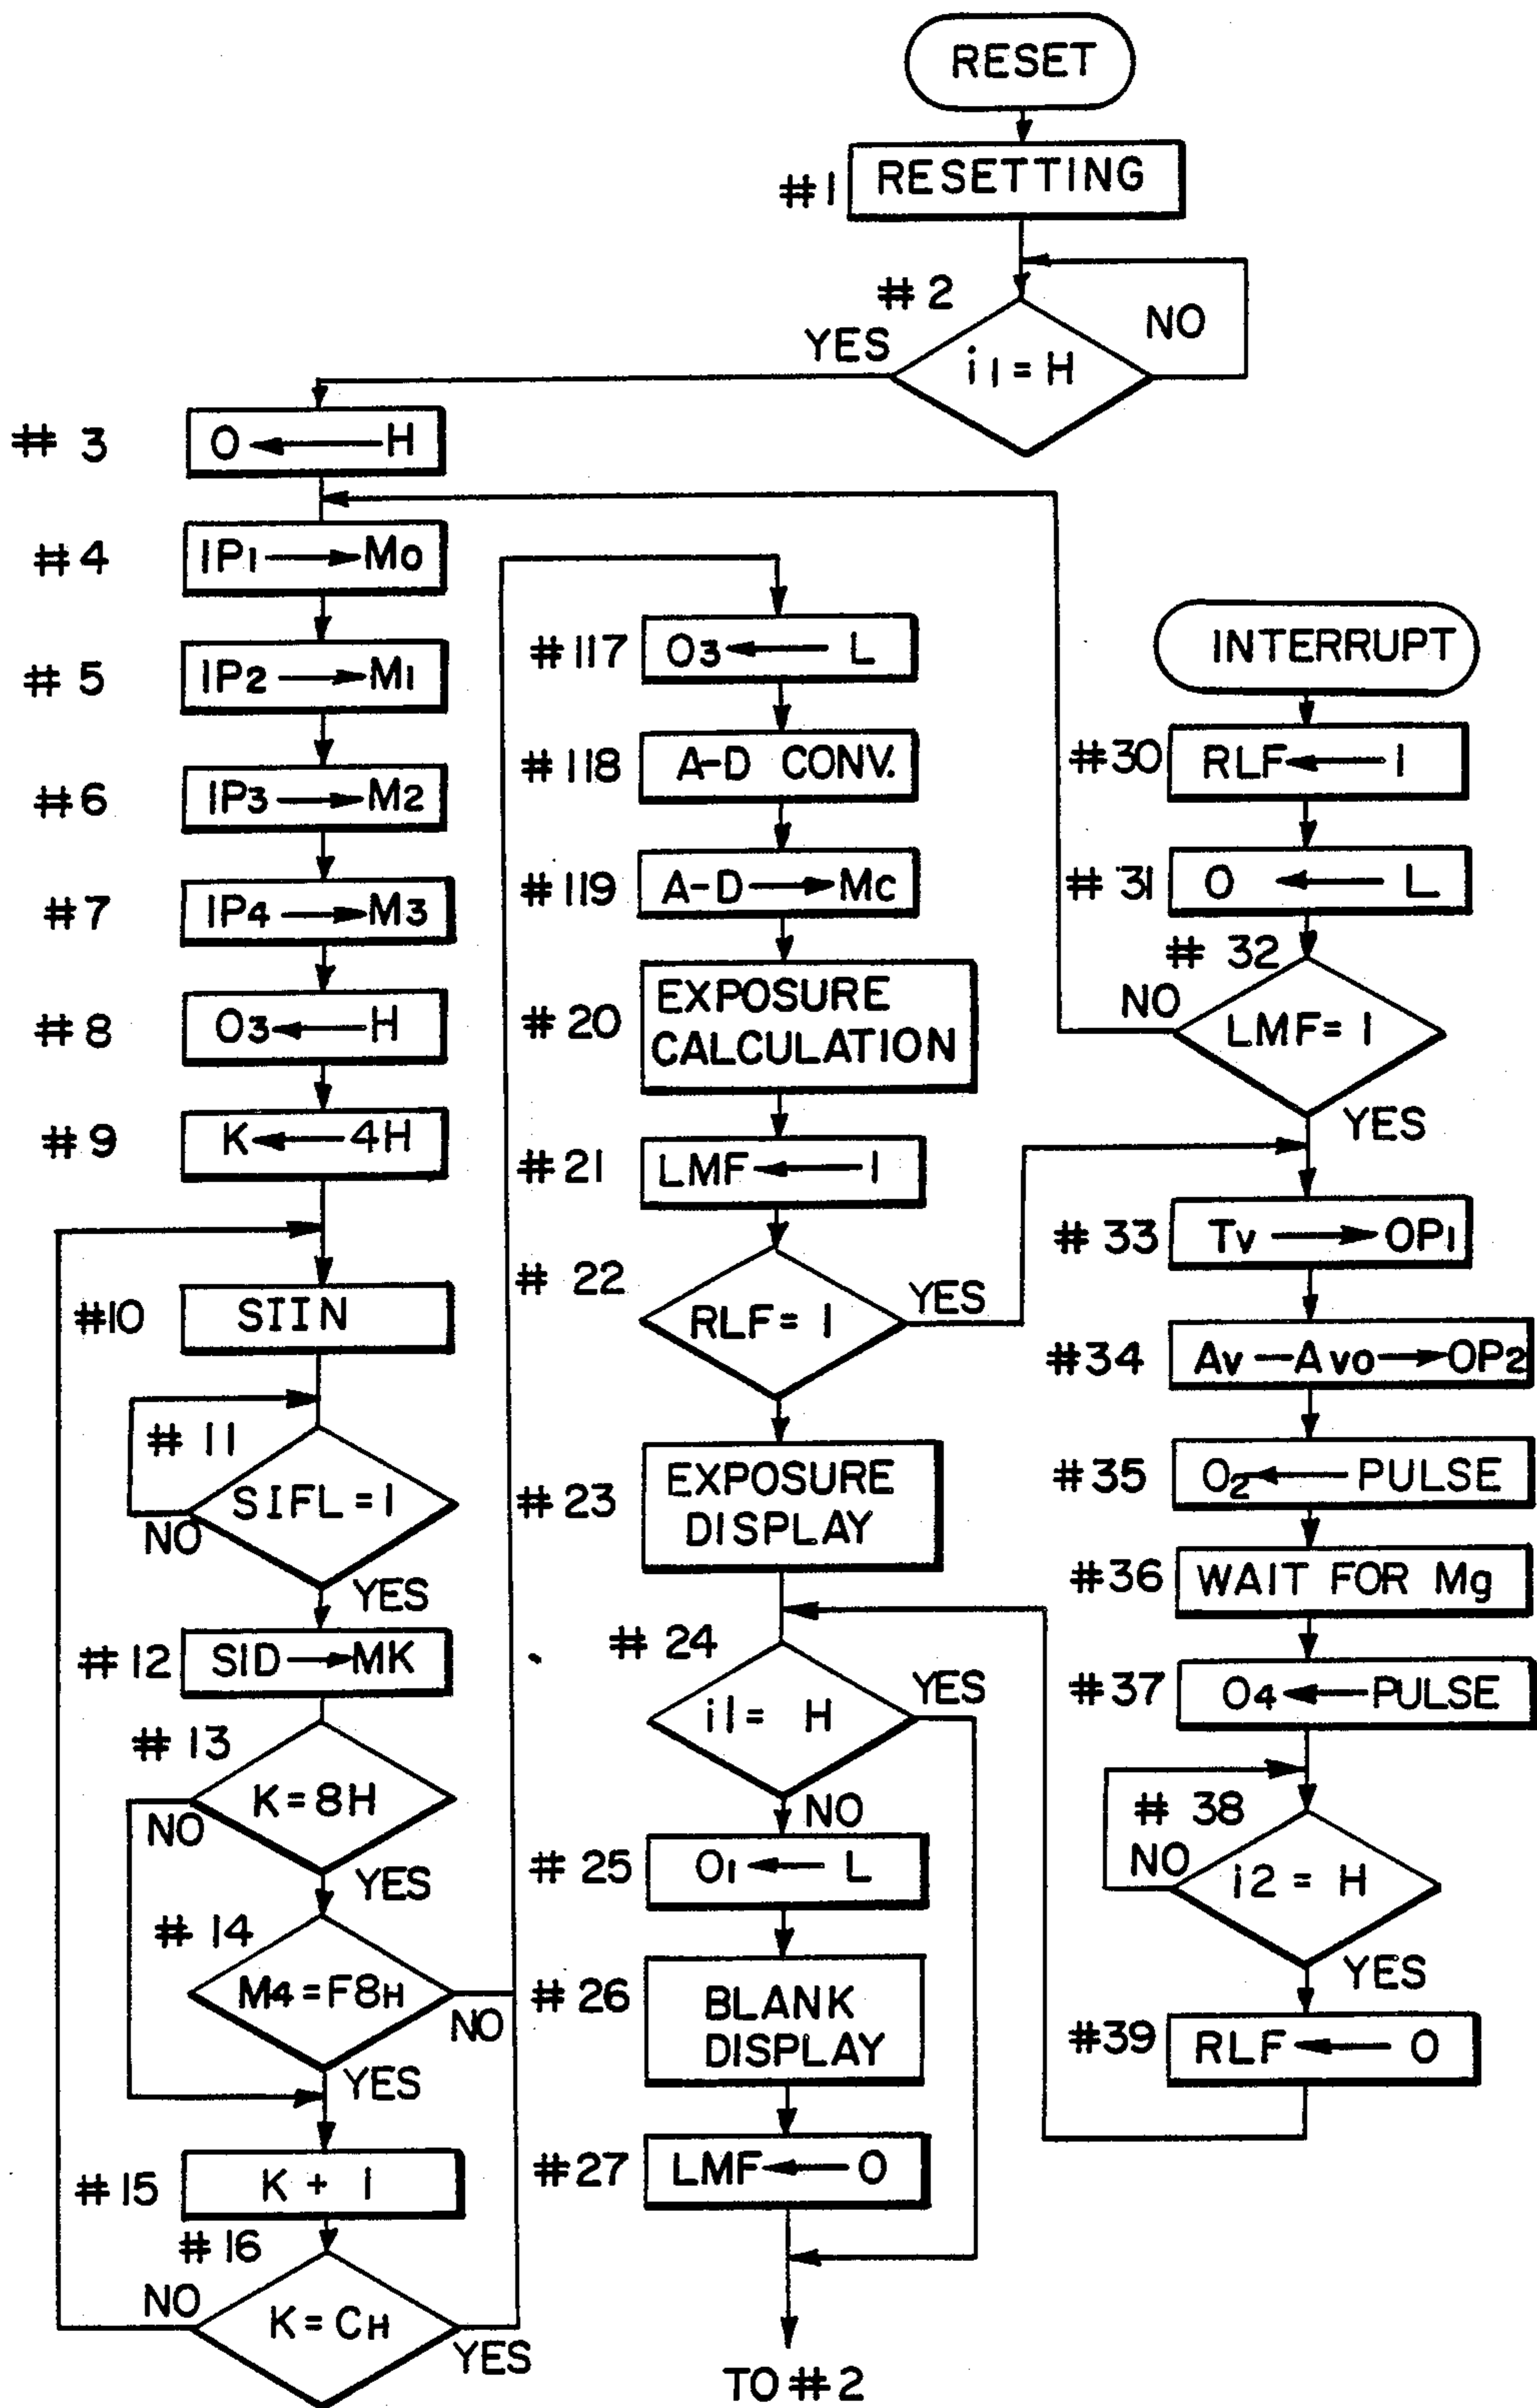 RESET
#1 RESETTING
#2 i1=H
YES
NO
#3 O←H
#4 IP1→M0
#5 IP2→M1
#6 IP3→M2
#7 IP4→M3
#8 O3←H
#9 K←4H
#10 SIIN
#11 SIFL=1
NO
YES
#12 SID→MK
#13 K=8H
NO
YES
#14 M4=F8H
NO
YES
#15 K+1
#16 K=CH
NO
YES
#117 O3←L
#118 A-D CONV.
#119 A-D→Mc
#20 EXPOSURE
CALCULATION
#21 LMF←1
#22 RLF=1
YES
#23 EXPOSURE
DISPLAY
#24 i1=H
YES
NO
#25 O1←L
#26 BLANK
DISPLAY
#27 LMF←0
TO #2
INTERRUPT
#30 RLF←1
#31 O←L
#32 LMF=1
NO
YES
#33 Tv→OP1
#34 Av—Avo→OP2
#35 O2←PULSE
#36 WAIT FOR Mg
#37 O4←PULSE
#38 i2=H
NO
YES
#39 RLF←0